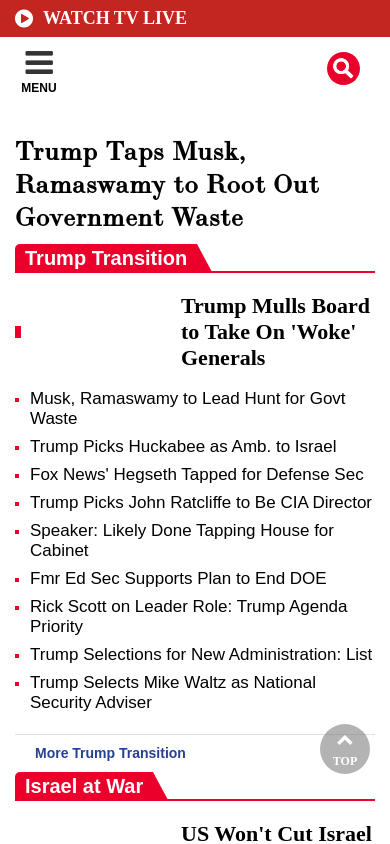 WATCH TV LIVE
MENU
Trump Taps Musk,
Ramaswamy to Root Out
Government Waste
Trump Transition
Trump Mulls Board
to Take On 'Woke'
Generals
Musk, Ramaswamy to Lead Hunt for Govt
Waste
Trump Picks Huckabee as Amb. to Israel
Fox News' Hegseth Tapped for Defense Sec
Trump Picks John Ratcliffe to Be CIA Director
Speaker: Likely Done Tapping House for
Cabinet
Fmr Ed Sec Supports Plan to End DOE
Rick Scott on Leader Role: Trump Agenda
Priority
Trump Selections for New Administration: List
Trump Selects Mike Waltz as National
Security Adviser
More Trump Transition
TOP
Israel at War
US Won't Cut Israel